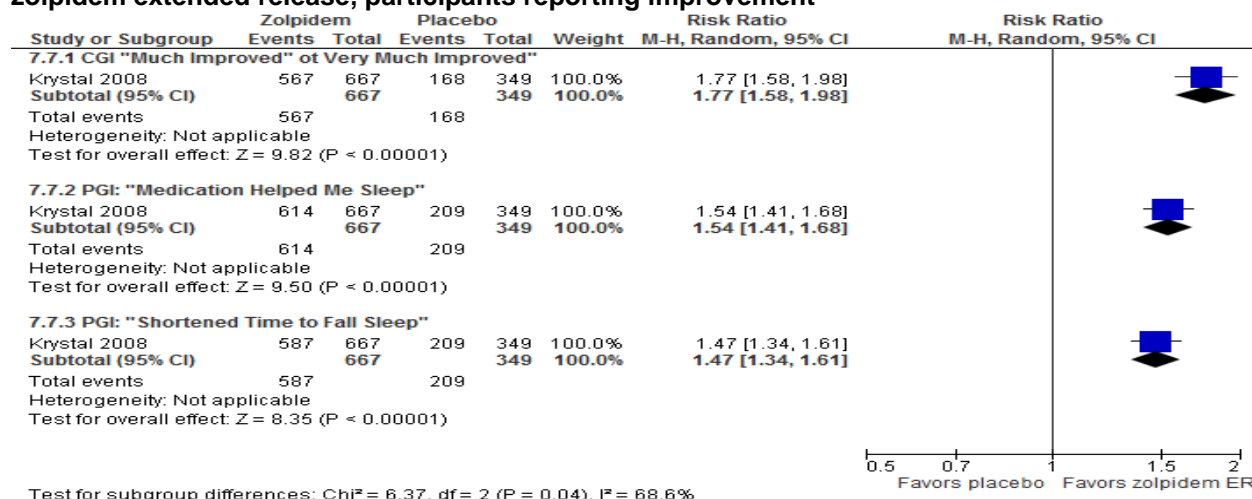 zolpidem extended release, participants reporting improvement
Zolpidem Placebo Risk Ratio Risk Ratio
Study or Subgroup Events Total Events Total Weight M-H, Random, 95% CI M-H, Random, 95% CI
7.7.1 CGI "Much Improved" ot Very Much Improved"
Krystal 2008 567 667 168 349 100.0% 1.77 [1.58, 1.98]
Subtotal (95% CI) 667 349 100.0% 1.77 [1.58, 1.98]
Total events 567 168
Heterogeneity: Not applicable
Test for overall effect: Z = 9.82 (P < 0.00001)
7.7.2 PGI: "Medication Helped Me Sleep"
Krystal 2008 614 667 209 349 100.0% 1.54 [1.41, 1.68]
Subtotal (95% CI) 667 349 100.0% 1.54 [1.41, 1.68]
Total events 614 209
Heterogeneity: Not applicable
Test for overall effect: Z = 9.50 (P < 0.00001)
7.7.3 PGI: "Shortened Time to Fall Sleep"
Krystal 2008 587 667 209 349 100.0% 1.47 [1.34, 1.61]
Subtotal (95% CI) 667 349 100.0% 1.47 [1.34, 1.61]
Total events 587 209
Heterogeneity: Not applicable
Test for overall effect: Z = 8.35 (P < 0.00001)
0.5 0.7 1 1.5 2
Favors placebo Favors zolpidem ER
Test for subgroup differences: Chi² = 6.37, df = 2 (P = 0.04), I² = 68.6%